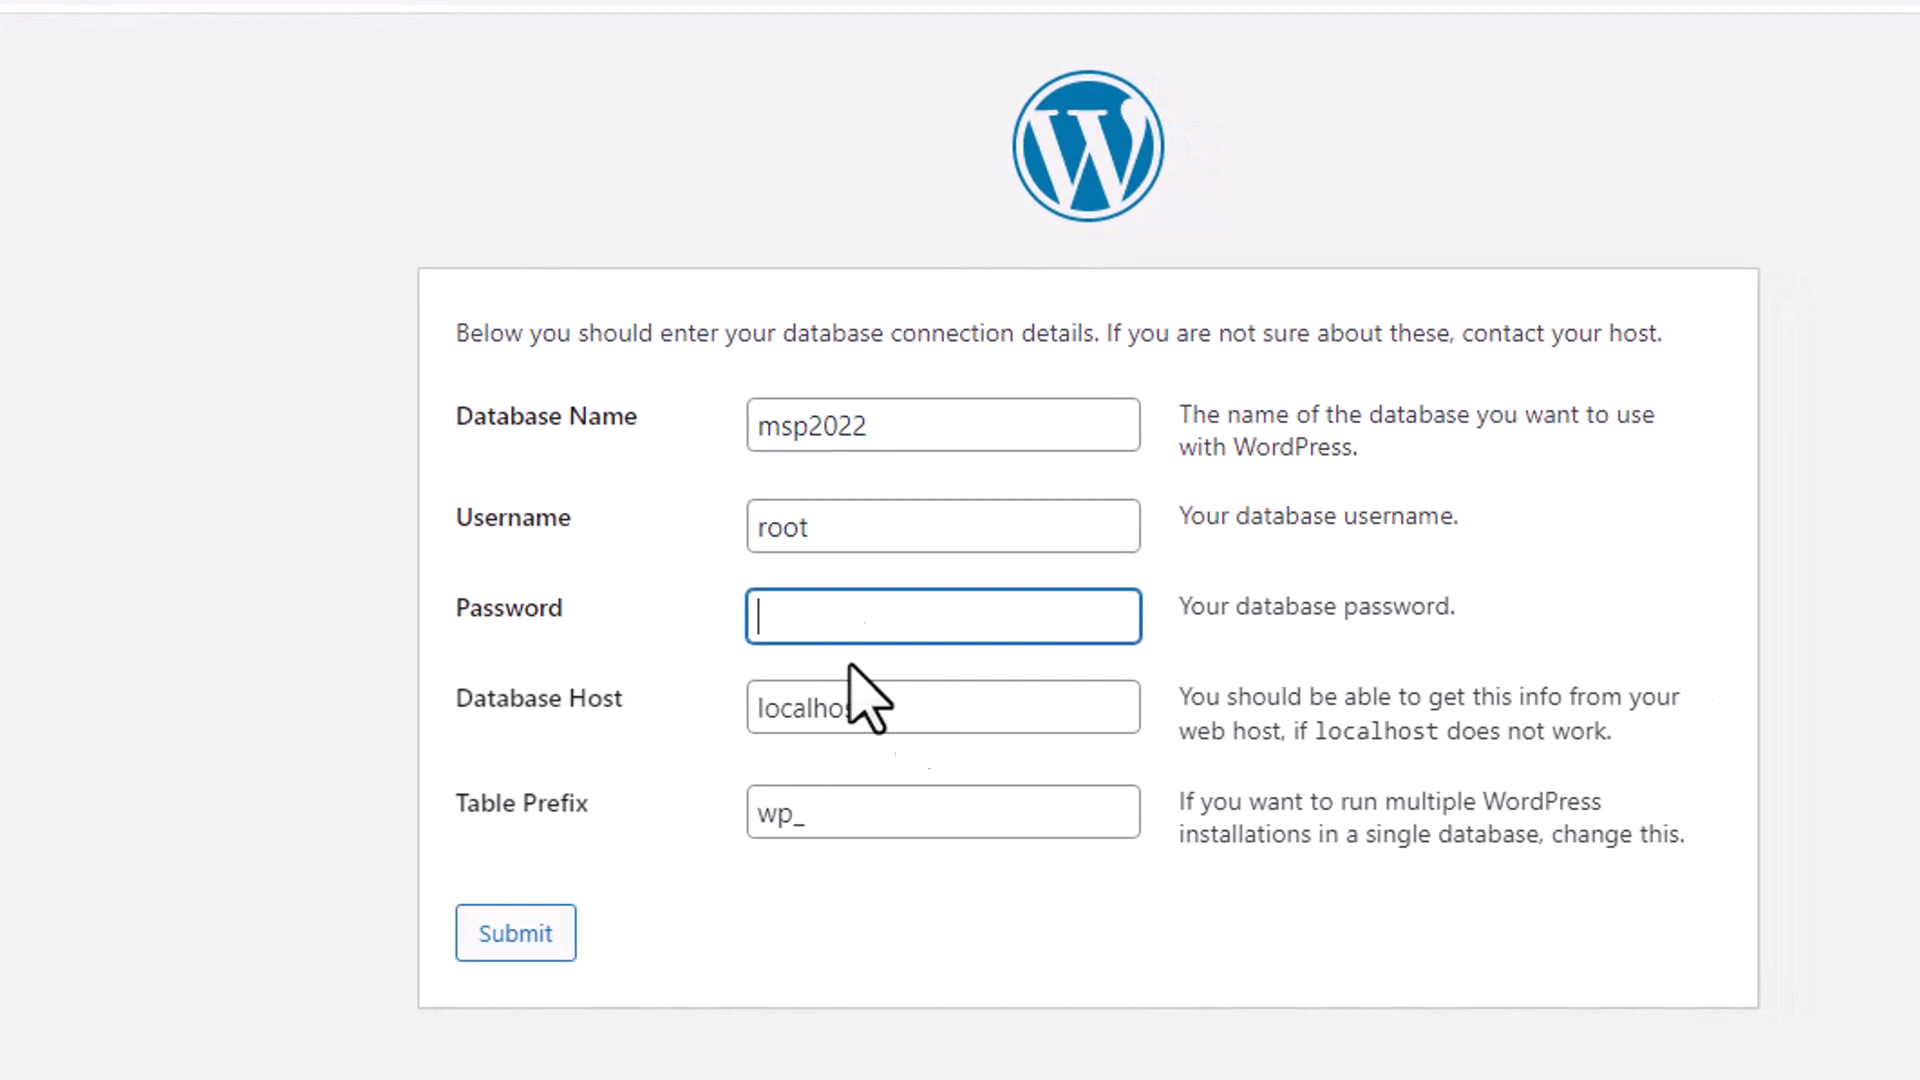 Below you should enter your database connection details. If you are not sure about these, contact your host.
Database Name
msp2022
The name of the database you want to use
with WordPress.
Username
root
Your database username.
Password
Your database password.
Database Host
localhos
You should be able to get this info from your
web host, if localhost does not work.
Table Prefix
wp_
If you want to run multiple WordPress
installations in a single database, change this.
Submit